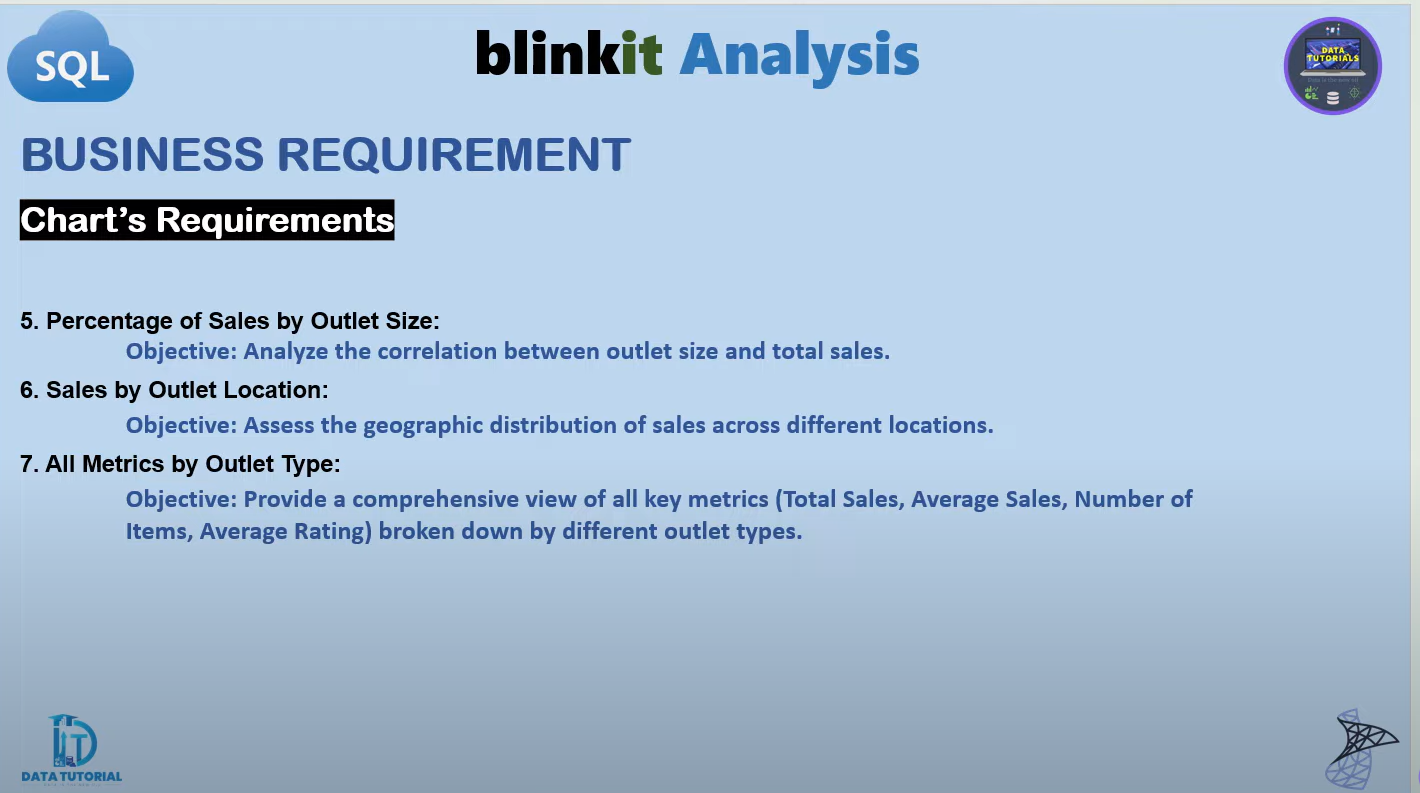 SQL
blinkit Analysis
DATA
TUTORIALS
BUSINESS REQUIREMENT
Chart’s Requirements
5. Percentage of Sales by Outlet Size:
Objective: Analyze the correlation between outlet size and total sales.
6. Sales by Outlet Location:
Objective: Assess the geographic distribution of sales across different locations.
7. All Metrics by Outlet Type:
Objective: Provide a comprehensive view of all key metrics (Total Sales, Average Sales, Number of
Items, Average Rating) broken down by different outlet types.
DATA TUTORIAL